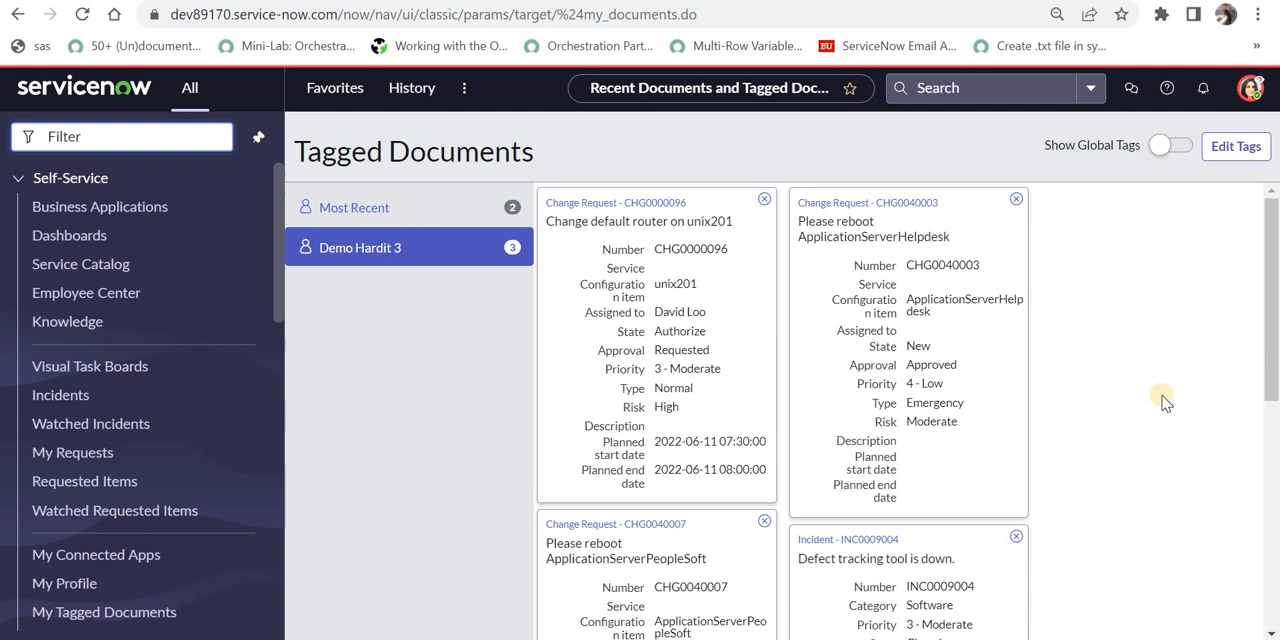 dev89170.service-now.com/now/nav/ui/classic/params/target/%24my_documents.do
sas
50+ (Un)document...
Mini-Lab: Orchestra...
Working with the O...
Orchestration Part...
Multi-Row Variable...
BU ServiceNow Email A...
Create .txt file in sy...
»
servicenow
All
Favorites
History
Recent Documents and Tagged Doc...
Search
Filter
Self-Service
Business Applications
Dashboards
Service Catalog
Employee Center
Knowledge
Visual Task Boards
Incidents
Watched Incidents
My Requests
Requested Items
Watched Requested Items
My Connected Apps
My Profile
My Tagged Documents
Tagged Documents
Show Global Tags
Edit Tags
Most Recent 2
Demo Hardit 3 3
Change Request - CHG0000096
Change default router on unix201
Number CHG0000096
Service
Configuratio unix201
n item
Assigned to David Loo
State Authorize
Approval Requested
Priority 3 - Moderate
Type Normal
Risk High
Description
Planned 2022-06-11 07:30:00
start date
Planned end 2022-06-11 08:00:00
date
Change Request - CHG0040003
Please reboot
ApplicationServerHelpdesk
Number CHG0040003
Service
Configuratio ApplicationServerHelp
n item desk
Assigned to
State New
Approval Approved
Priority 4 - Low
Type Emergency
Risk Moderate
Description
Planned
start date
Planned end
date
Change Request - CHG0040007
Please reboot
ApplicationServerPeopleSoft
Number CHG0040007
Service
Configuratio ApplicationServerPeo
n item pleSoft
Incident - INC0009004
Defect tracking tool is down.
Number INC0009004
Category Software
Priority 3 - Moderate